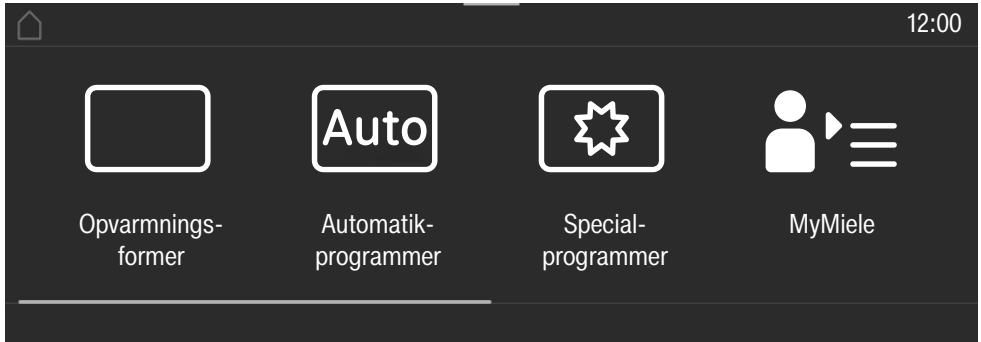 12:00
Auto
Opvarmnings-
former
Automatik-
programmer
Special-
programmer
MyMiele